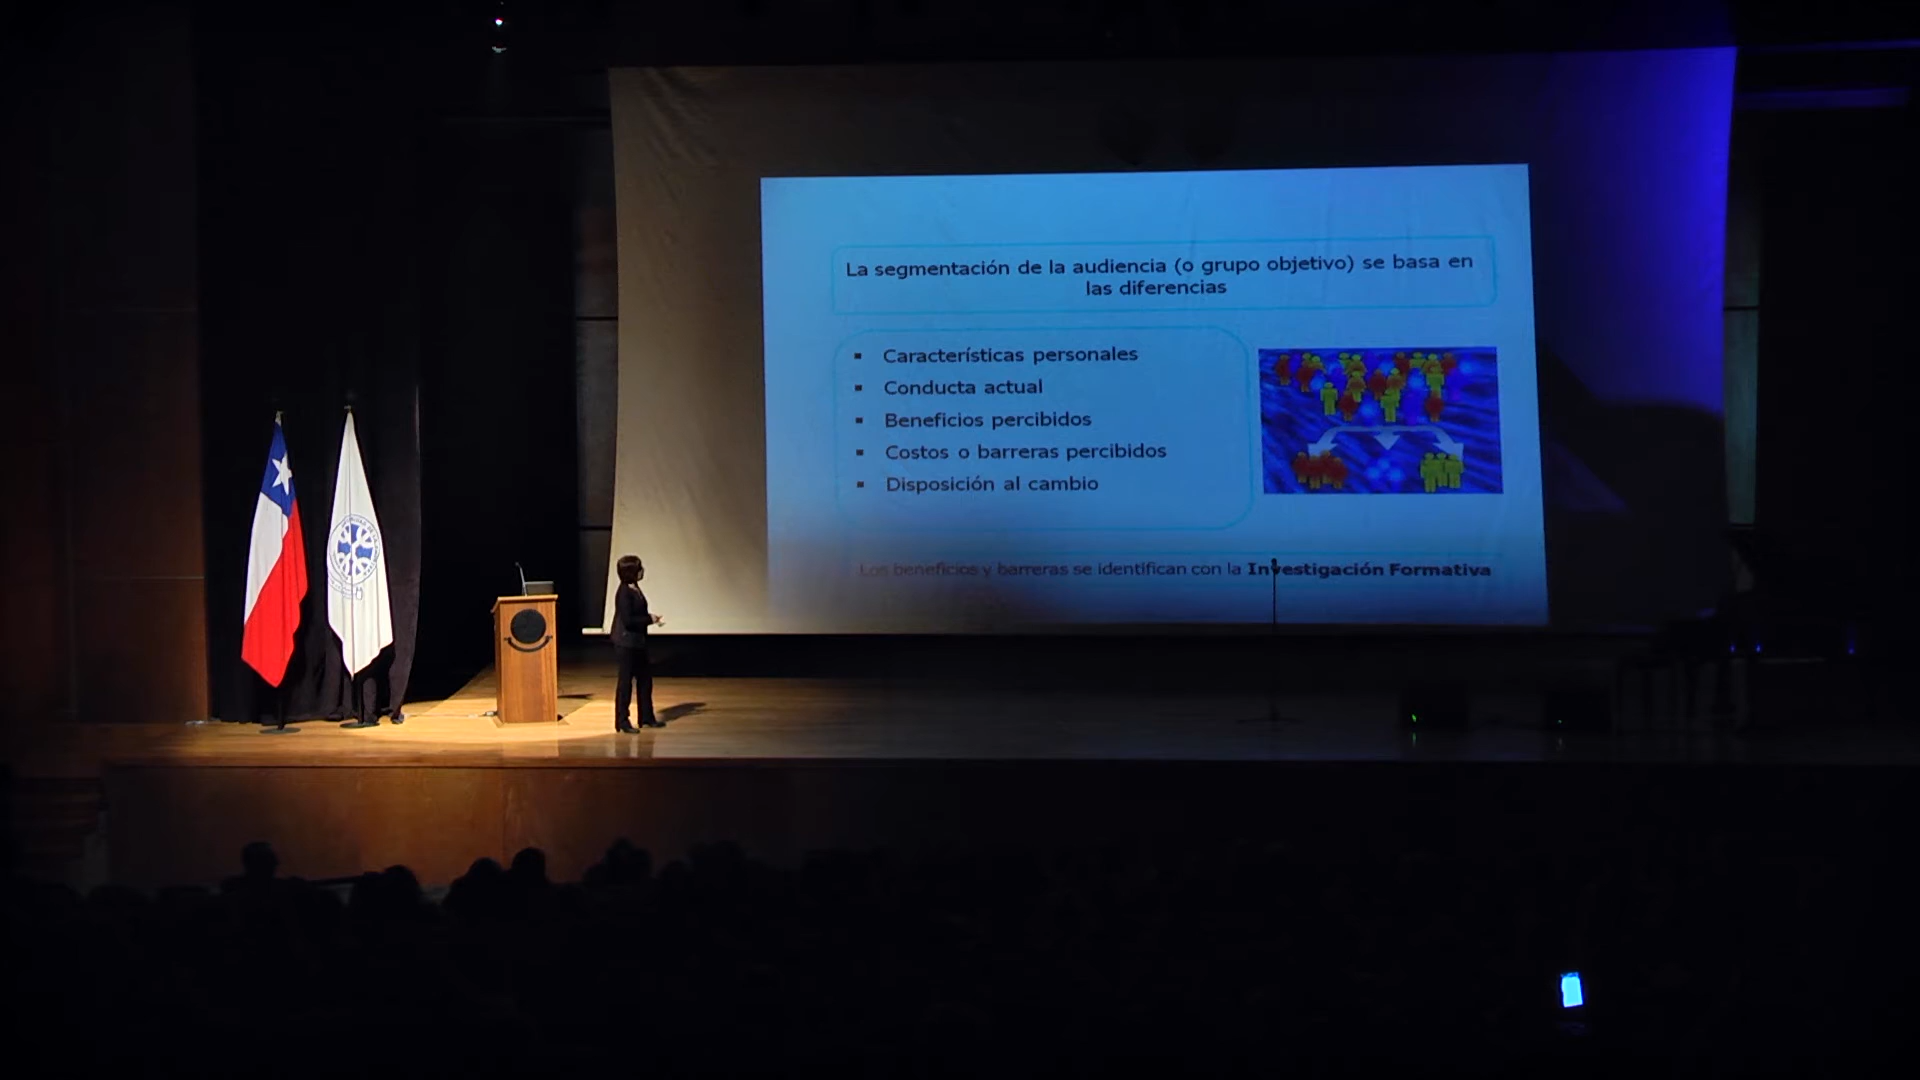 La segmentación de la audiencia (o grupo objetivo) se basa en
las diferencias
▪ Características personales
▪ Conducta actual
▪ Beneficios percibidos
▪ Costos o barreras percibidos
▪ Disposición al cambio
Los beneficios y barreras se identifican con la Investigación Formativa